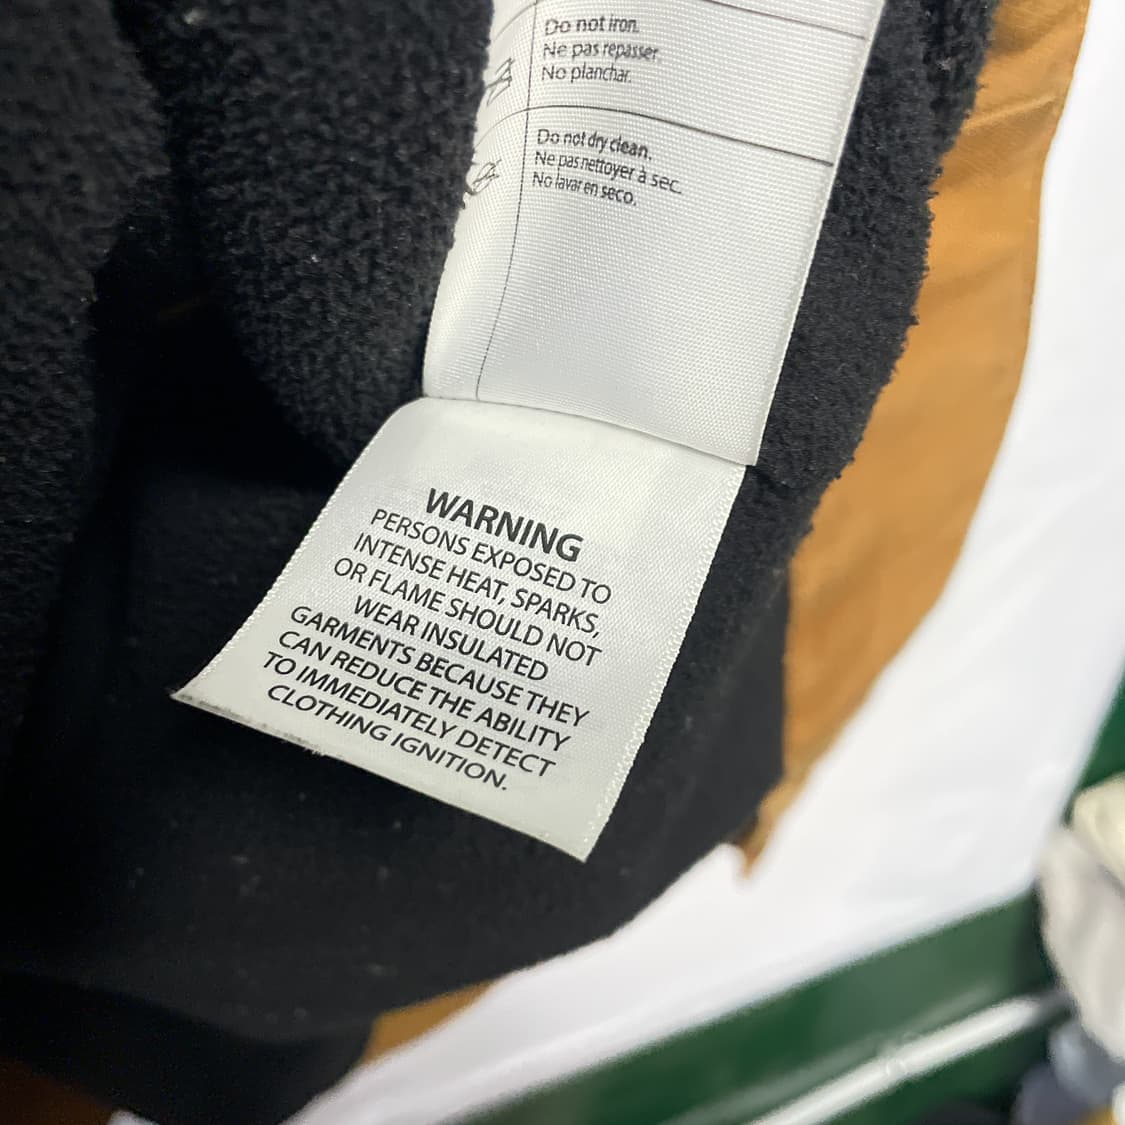 Do not iron.
Ne pas repasser.
No planchar.
Do not dry clean.
Ne pas nettoyer à sec.
No lavar en seco.
WARNING
PERSONS EXPOSED TO
INTENSE HEAT, SPARKS,
OR FLAME SHOULD NOT
WEAR INSULATED
GARMENTS BECAUSE THEY
CAN REDUCE THE ABILITY
TO IMMEDIATELY DETECT
CLOTHING IGNITION.